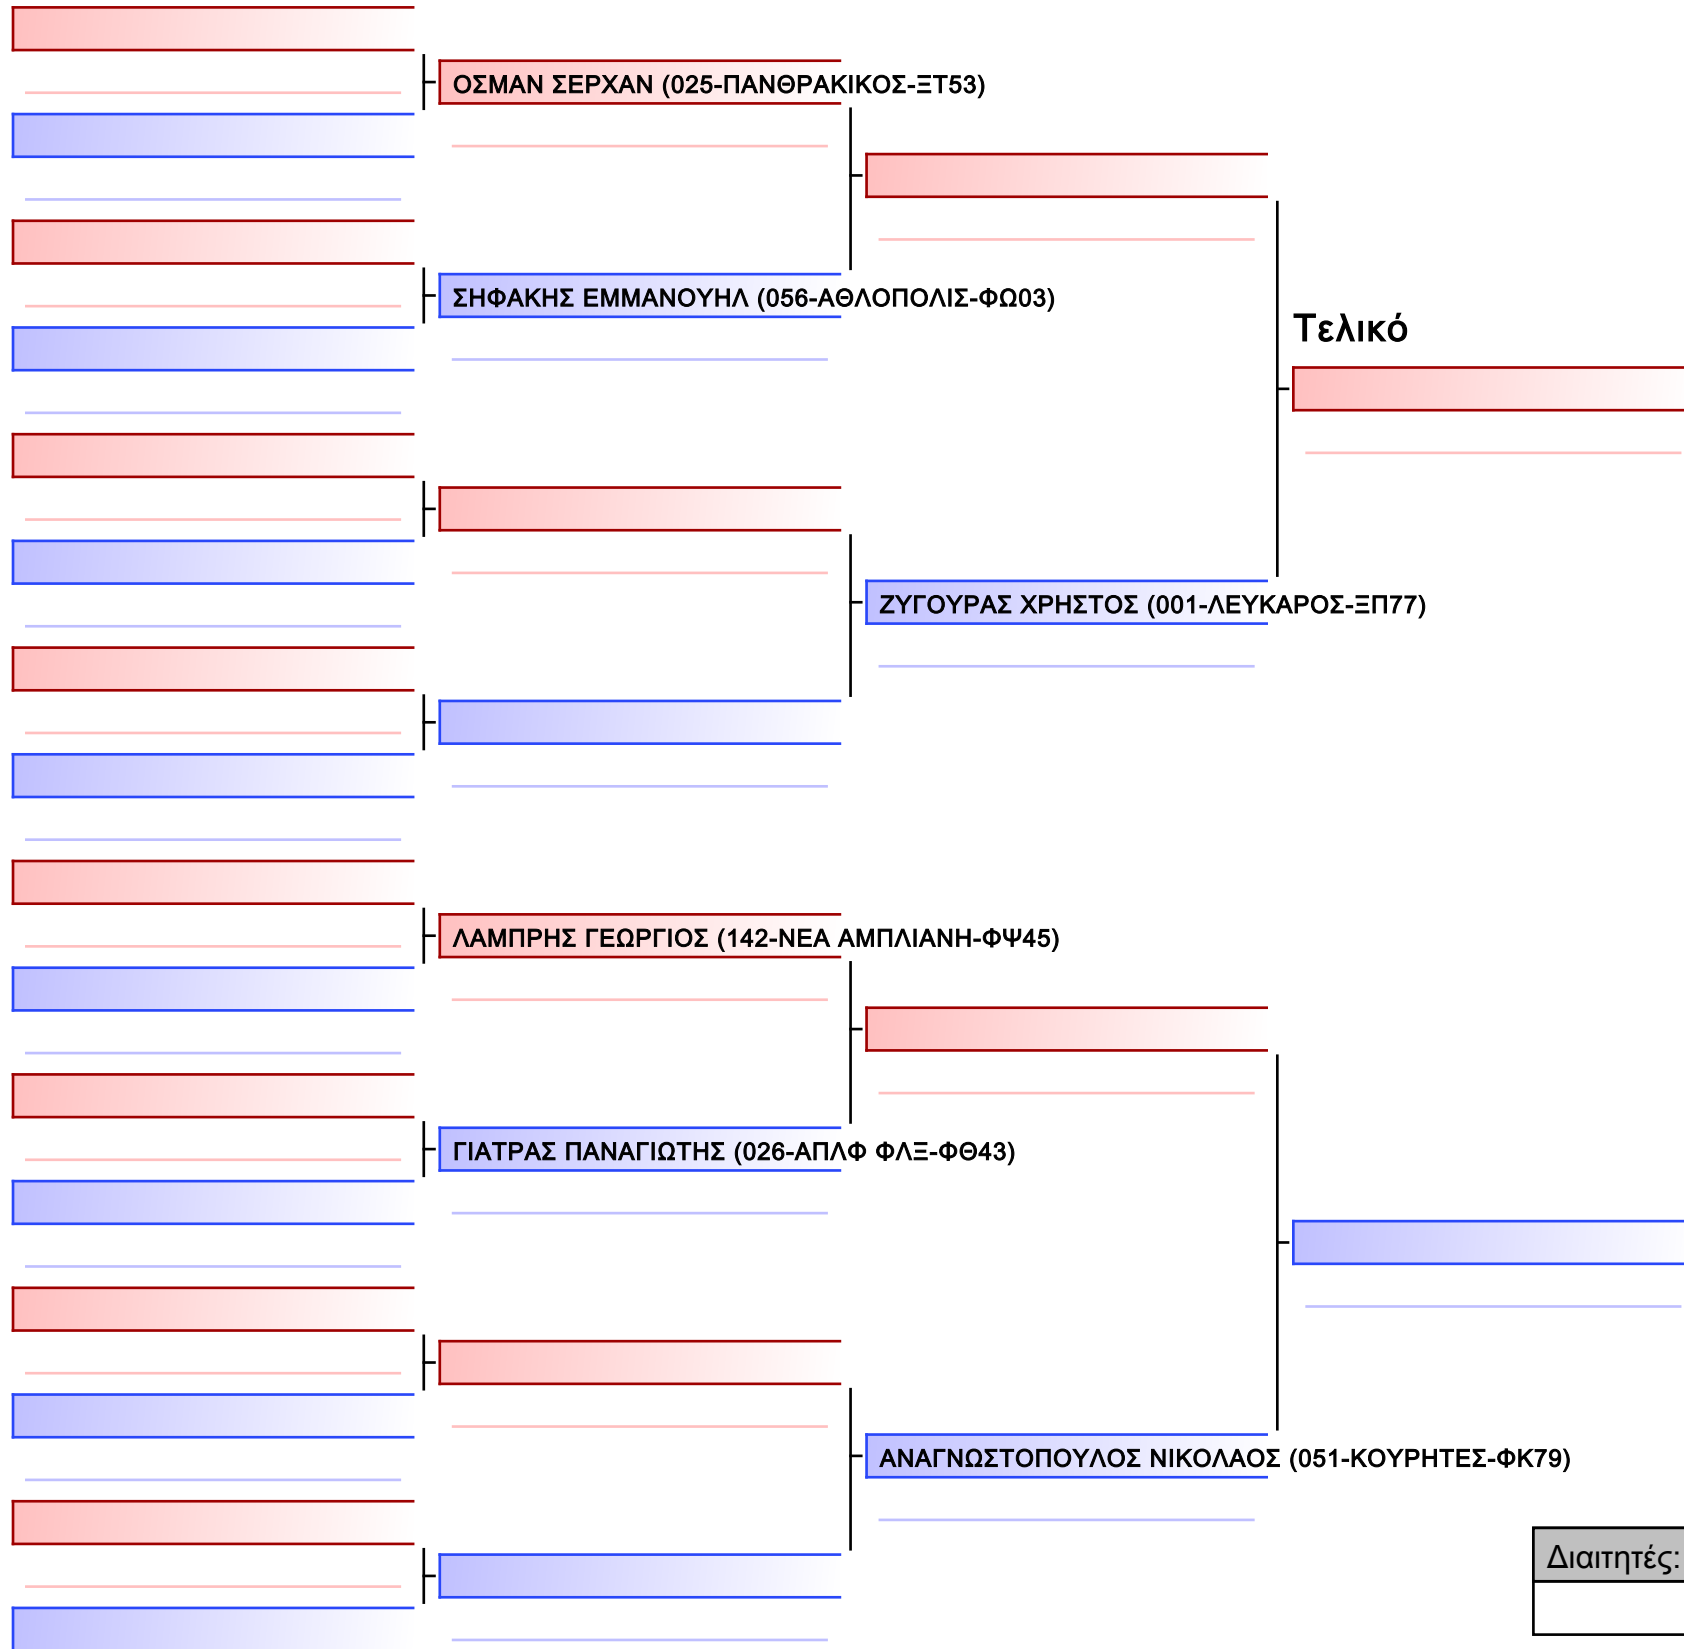 ΟΣΜΑΝ ΣΕΡΧΑΝ (025-ΠΑΝΘΡΑΚΙΚΟΣ-ΞΤ53)
ΣΗΦΑΚΗΣ ΕΜΜΑΝΟΥΗΛ (056-ΑΘΛΟΠΟΛΙΣ-ΦΩ03)
Τελικό
ΖΥΓΟΥΡΑΣ ΧΡΗΣΤΟΣ (001-ΛΕΥΚΑΡΟΣ-ΞΠ77)
ΛΑΜΠΡΗΣ ΓΕΩΡΓΙΟΣ (142-ΝΕΑ ΑΜΠΛΙΑΝΗ-ΦΨ45)
ΓΙΑΤΡΑΣ ΠΑΝΑΓΙΩΤΗΣ (026-ΑΠΛΦ ΦΛΞ-ΦΘ43)
ΑΝΑΓΝΩΣΤΟΠΟΥΛΟΣ ΝΙΚΟΛΑΟΣ (051-ΚΟΥΡΗΤΕΣ-ΦΚ79)
Διαιτητές: